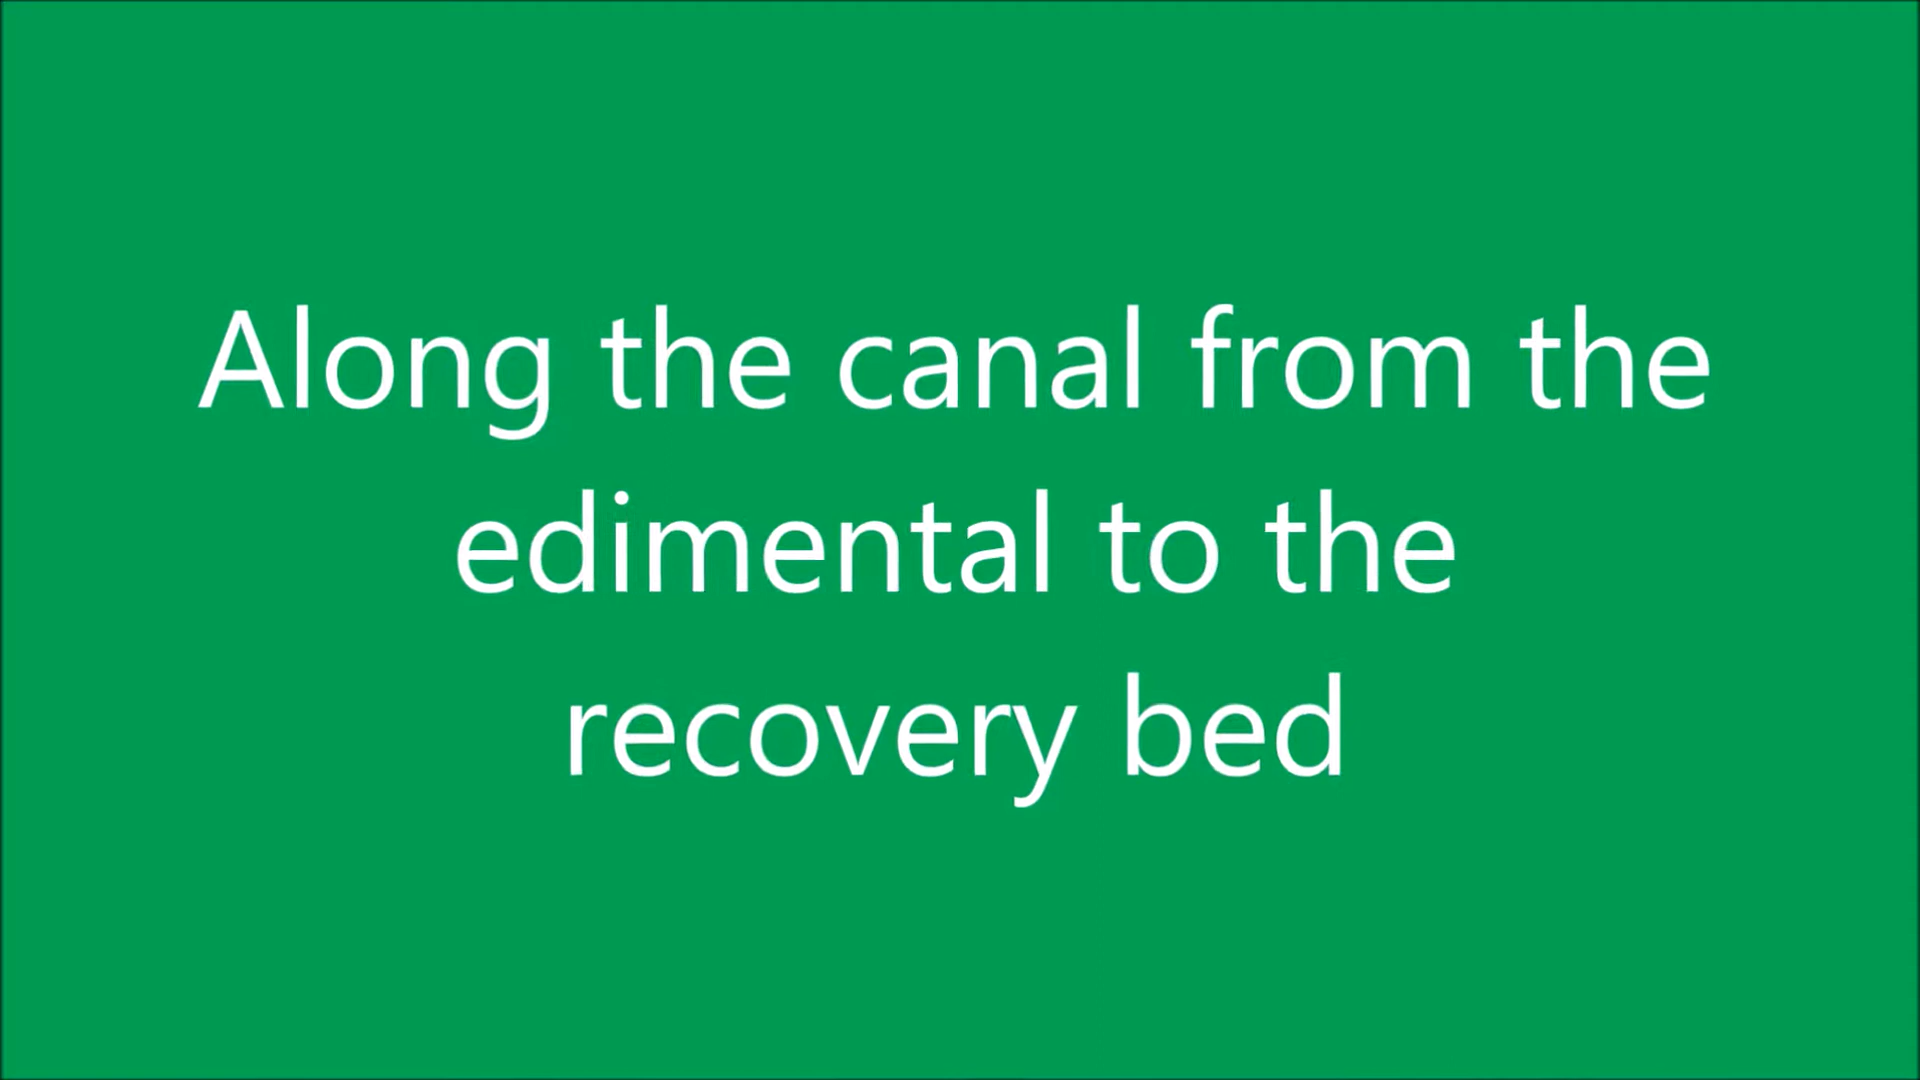 Along the canal from the
edimental to the
recovery bed